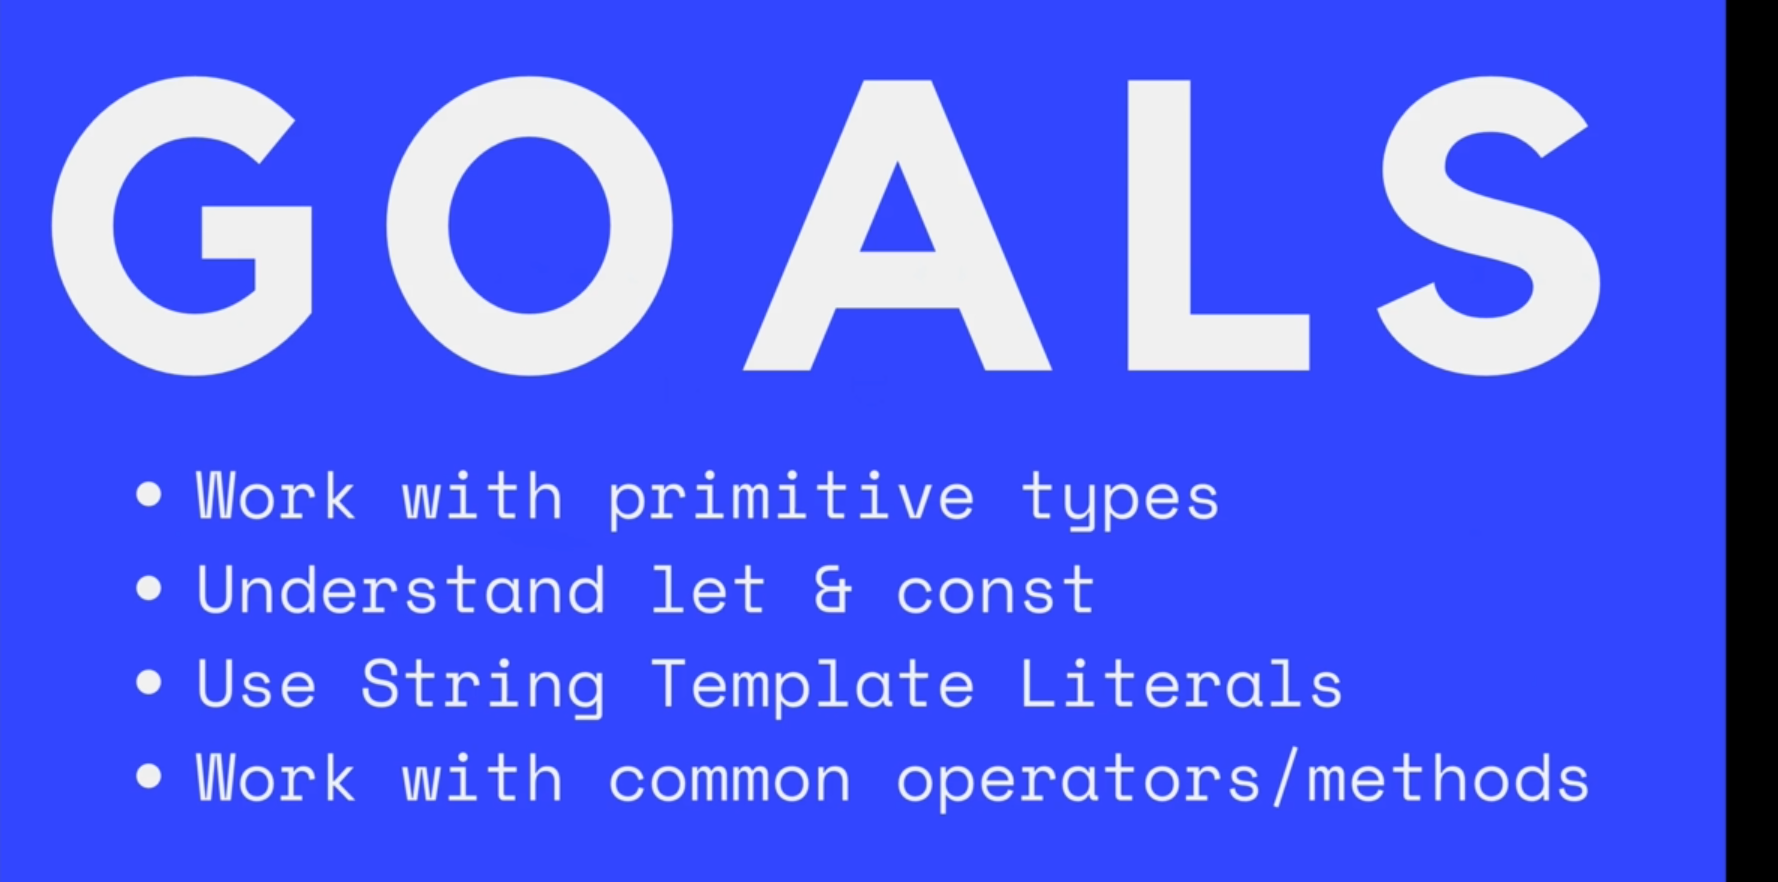 GOALS
• Work with primitive types
• Understand let & const
• Use String Template Literals
• Work with common operators/methods